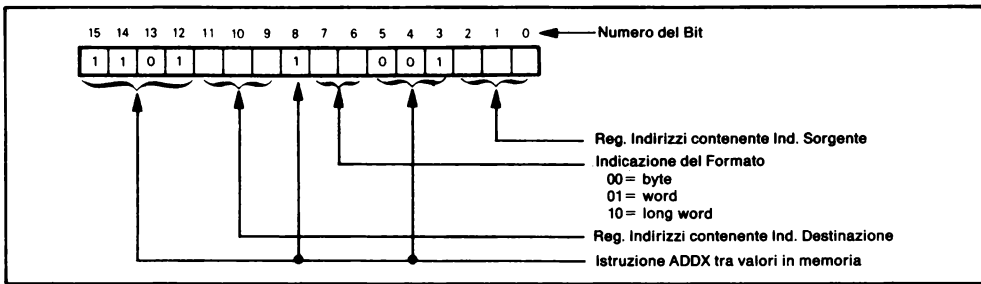 15 14 13 12 11 10 9 8 7 6 5 4 3 2 1 0 Numero del Bit
1 1 0 1 1 0 0 1
Reg. Indirizzi contenente Ind. Sorgente
Indicazione del Formato
00= byte
01= word
10= long word
Reg. Indirizzi contenente Ind. Destinazione
Istruzione ADDX tra valori in memoria